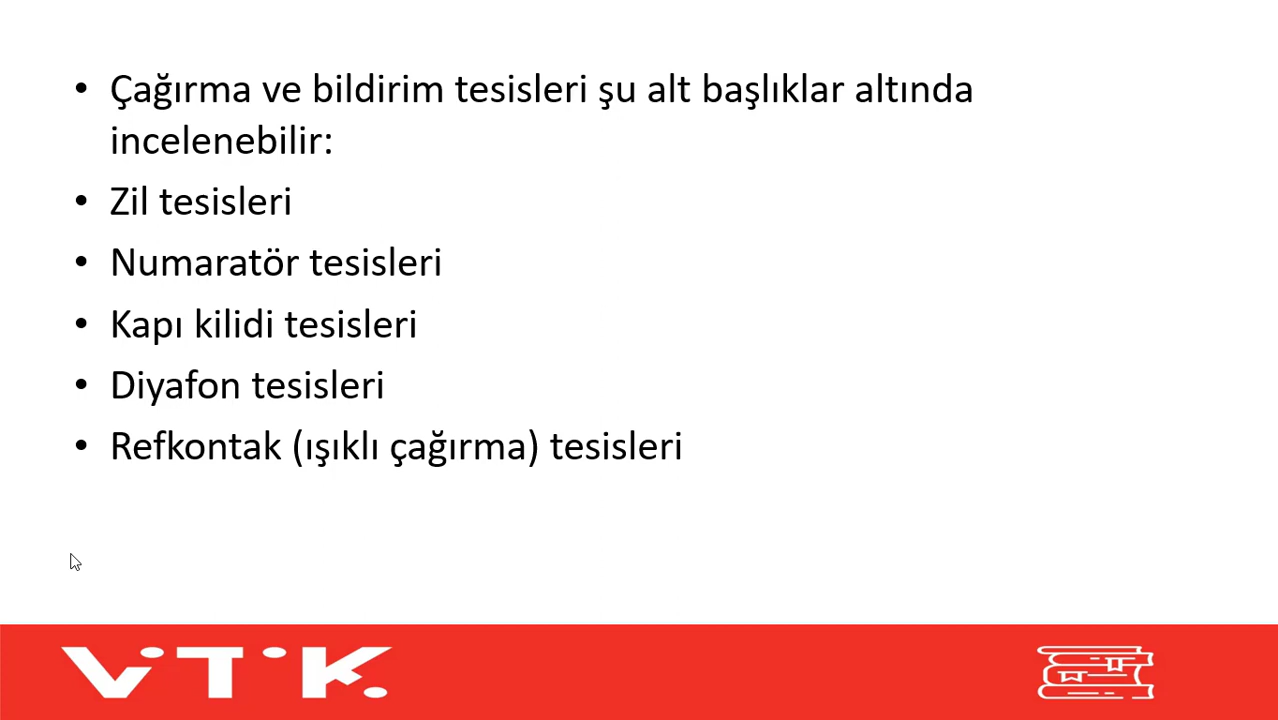 • Çağırma ve bildirim tesisleri şu alt başlıklar altında
incelenebilir:
• Zil tesisleri
• Numaratör tesisleri
• Kapı kilidi tesisleri
• Diyafon tesisleri
• Refkontak (ışıklı çağırma) tesisleri
VTK